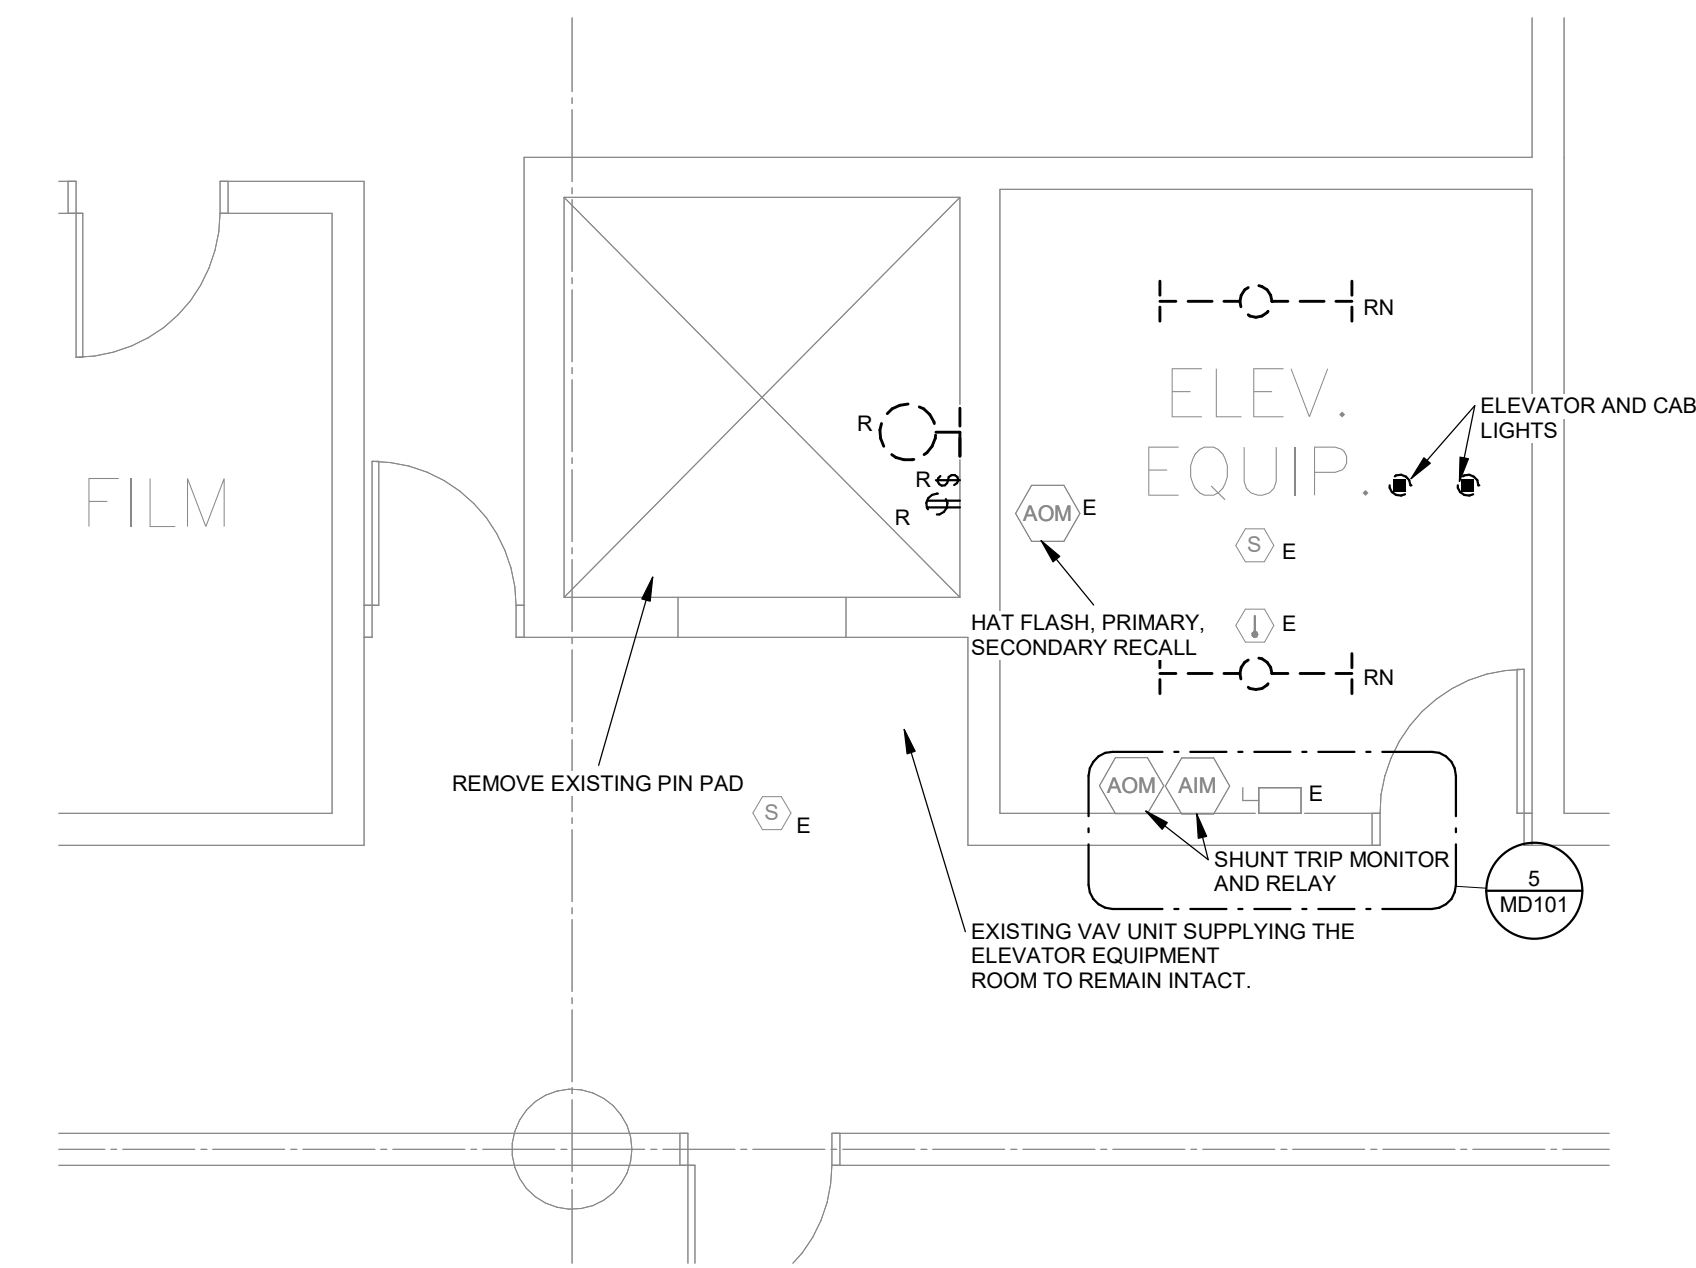 RN
ELEV.
EQUIP.
ELEVATOR AND CAB
LIGHTS
R
R $
R
FILM
AOM E
S E
E
HAT FLASH, PRIMARY,
SECONDARY RECALL
RN
REMOVE EXISTING PIN PAD
S E
AOM AIM E
SHUNT TRIP MONITOR
AND RELAY
5
MD101
EXISTING VAV UNIT SUPPLYING THE
ELEVATOR EQUIPMENT
ROOM TO REMAIN INTACT.